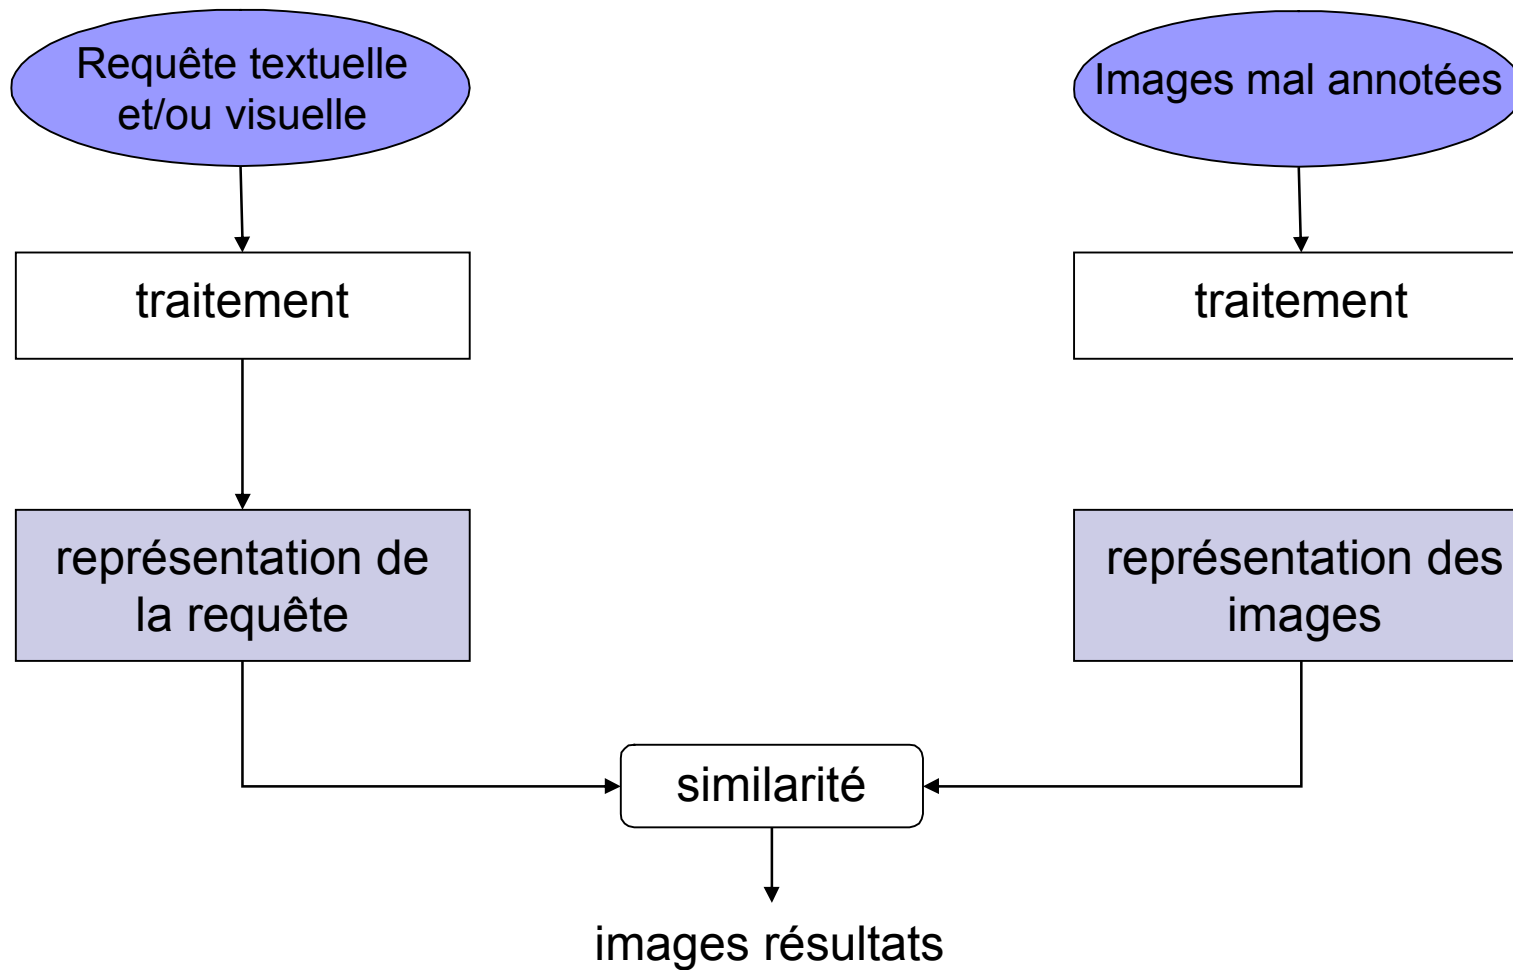 Requête textuelle
et/ou visuelle
Images mal annotées
traitement
traitement
représentation de
la requête
représentation des
images
similarité
images résultats